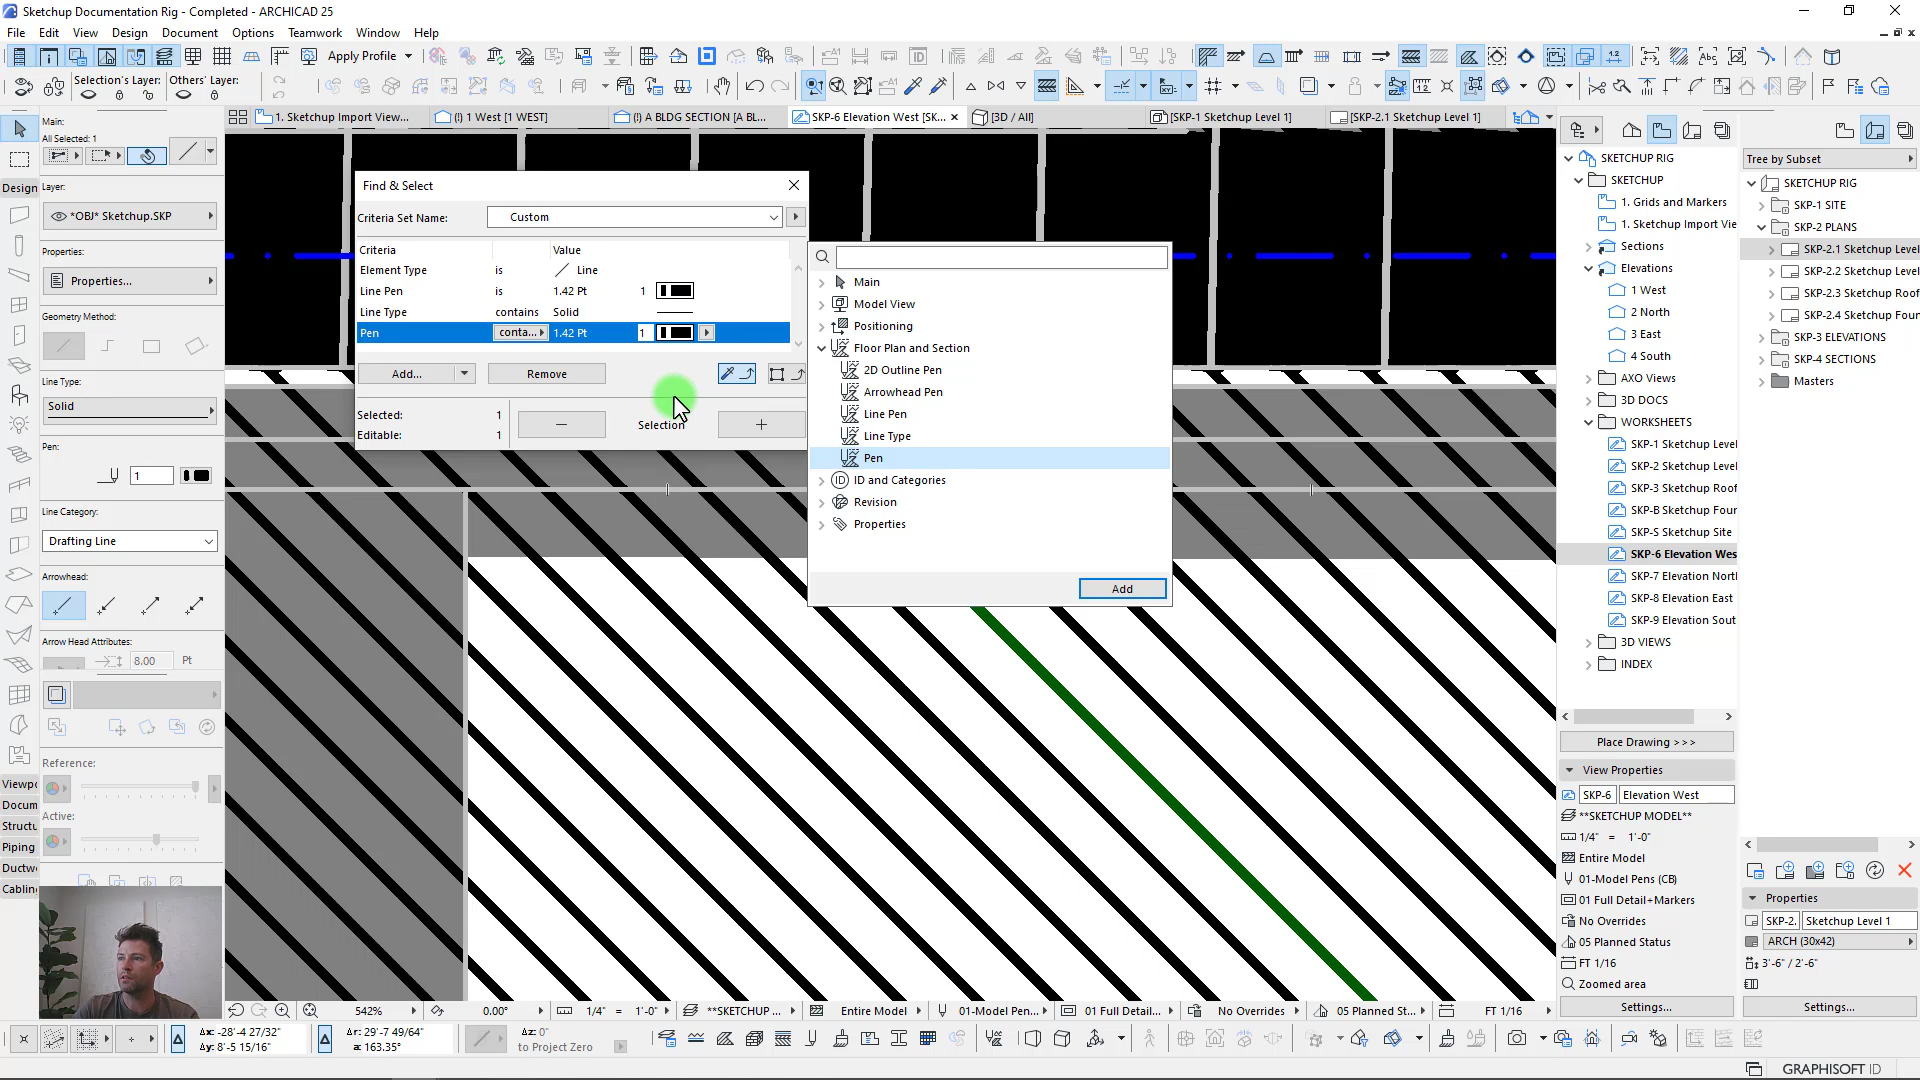 Sketchup Documentation Rig - Completed - ARCHICAD 25
File Edit View Design Document Options Teamwork Window Help
Apply Profile
Selection's Layer: Others' Layer:
1. Sketchup Import View...
(!) 1 West [1 WEST]
(!) A BLDG SECTION [A BL...
SKP-6 Elevation West [SK...
[3D / All]
[SKP-1 Sketchup Level 1]
[SKP-2.1 Sketchup Level 1]
Main:
All Selected: 1
Design
Layer:
*OBJ* Sketchup.SKP
Properties:
Properties...
Geometry Method:
Line Type:
Solid
Pen:
1
Line Category:
Drafting Line
Arrowhead:
Arrow Head Attributes:
8.00 Pt
Reference:
Active:
Viewpo
Docum
Structu
Piping
Ductwo
Cabling
Find & Select
Criteria Set Name: Custom
Criteria Value
Element Type is Line
Line Pen is 1.42 Pt 1
Line Type contains Solid
Pen conta... 1.42 Pt 1
Add... Remove
Selected: 1
Editable: 1
Selection
Main
Model View
Positioning
Floor Plan and Section
2D Outline Pen
Arrowhead Pen
Line Pen
Line Type
Pen
ID and Categories
Revision
Properties
Add
SKETCHUP RIG
SKETCHUP
1. Grids and Markers
1. Sketchup Import Vie
Sections
Elevations
1 West
2 North
3 East
4 South
AXO Views
3D DOCS
WORKSHEETS
SKP-1 Sketchup Level
SKP-2 Sketchup Level
SKP-3 Sketchup Roof
SKP-B Sketchup Four
SKP-S Sketchup Site
SKP-6 Elevation Wes
SKP-7 Elevation Nort
SKP-8 Elevation East
SKP-9 Elevation Sout
3D VIEWS
INDEX
Place Drawing >>>
View Properties
SKP-6 Elevation West
**SKETCHUP MODEL**
1/4" = 1'-0"
Entire Model
01-Model Pens (CB)
01 Full Detail+Markers
No Overrides
05 Planned Status
FT 1/16
Zoomed area
Settings...
Tree by Subset
SKETCHUP RIG
SKP-1 SITE
SKP-2 PLANS
SKP-2.1 Sketchup Level
SKP-2.2 Sketchup Level
SKP-2.3 Sketchup Roof
SKP-2.4 Sketchup Four
SKP-3 ELEVATIONS
SKP-4 SECTIONS
Masters
Properties
SKP-2. Sketchup Level 1
ARCH (30x42)
3'-6" / 2'-6"
Settings...
542% 0.00° 1/4" = 1'-0" **SKETCHUP ... Entire Model 01-Model Pen... 01 Full Detail... No Overrides 05 Planned St... FT 1/16
Δx: -28'-4 27/32"
Δy: 8'-5 15/16"
Δr: 29'-7 49/64"
a: 163.35°
Δz: 0"
to Project Zero
GRAPHISOFT ID